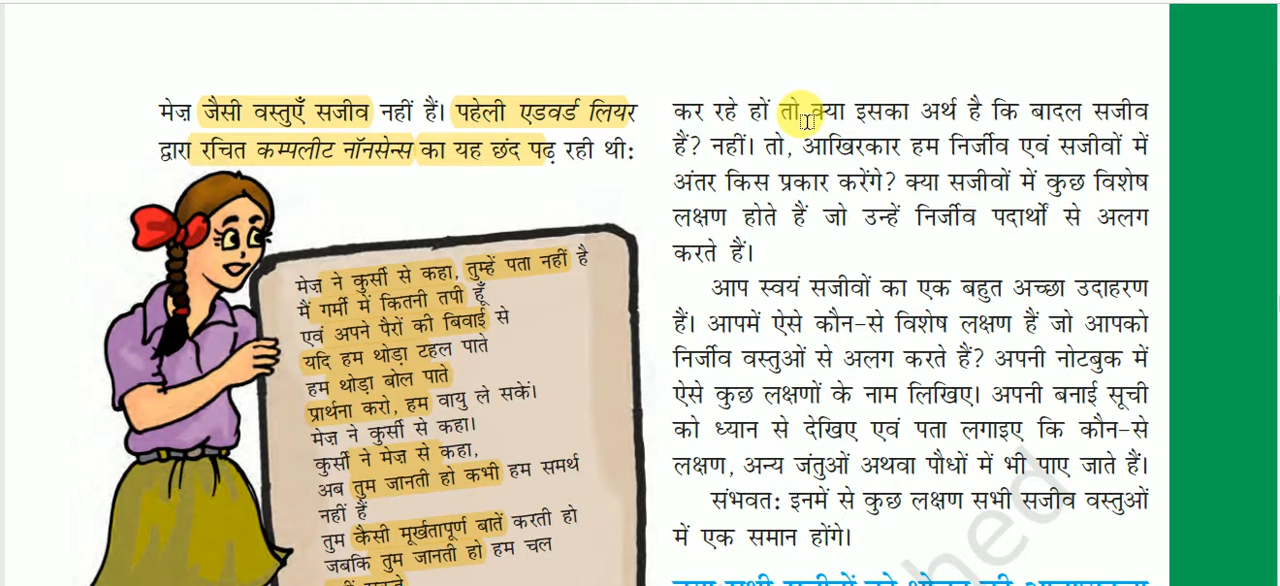 मेज़ जैसी वस्तुएँ सजीव नहीं हैं। पहेली एडवर्ड लियर
द्वारा रचित कम्पलीट नॉनसेन्स का यह छंद पढ़ रही थी:
मेज़ ने कुर्सी से कहा, तुम्हें पता नहीं है
मैं गर्मी में कितनी तपी हूँ
एवं अपने पैरों की बिवाई से
यदि हम थोड़ा टहल पाते
हम थोड़ा बोल पाते
प्रार्थना करो, हम वायु ले सकें।
मेज़ ने कुर्सी से कहा।
कुर्सी ने मेज़ से कहा,
अब तुम जानती हो कभी हम समर्थ
नहीं हैं
तुम कैसी मूर्खतापूर्ण बातें करती हो
जबकि तुम जानती हो हम चल
कर रहे हों तो क्या इसका अर्थ है कि बादल सजीव
हैं? नहीं। तो, आखिरकार हम निर्जीव एवं सजीवों में
अंतर किस प्रकार करेंगे? क्या सजीवों में कुछ विशेष
लक्षण होते हैं जो उन्हें निर्जीव पदार्थों से अलग
करते हैं।
आप स्वयं सजीवों का एक बहुत अच्छा उदाहरण
हैं। आपमें ऐसे कौन-से विशेष लक्षण हैं जो आपको
निर्जीव वस्तुओं से अलग करते हैं? अपनी नोटबुक में
ऐसे कुछ लक्षणों के नाम लिखिए। अपनी बनाई सूची
को ध्यान से देखिए एवं पता लगाइए कि कौन-से
लक्षण, अन्य जंतुओं अथवा पौधों में भी पाए जाते हैं।
संभवत: इनमें से कुछ लक्षण सभी सजीव वस्तुओं
में एक समान होंगे।